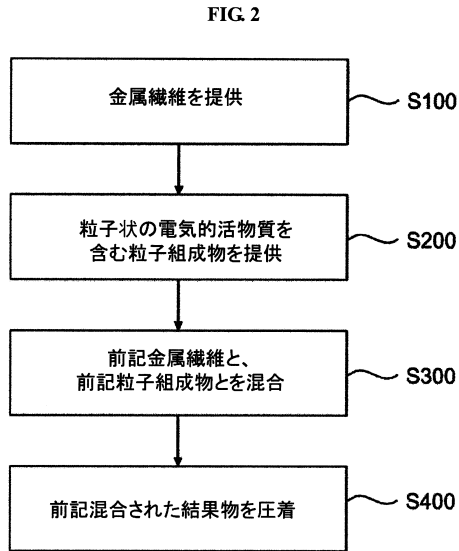 FIG. 2
金属繊維を提供
S100
粒子状の電気的活物質を
含む粒子組成物を提供
S200
前記金属繊維と、
前記粒子組成物とを混合
S300
前記混合された結果物を圧着
S400